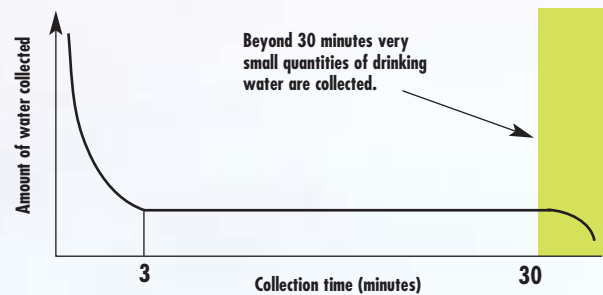 Amount of water collected
Beyond 30 minutes very
small quantities of drinking
water are collected.
3
30
Collection time (minutes)